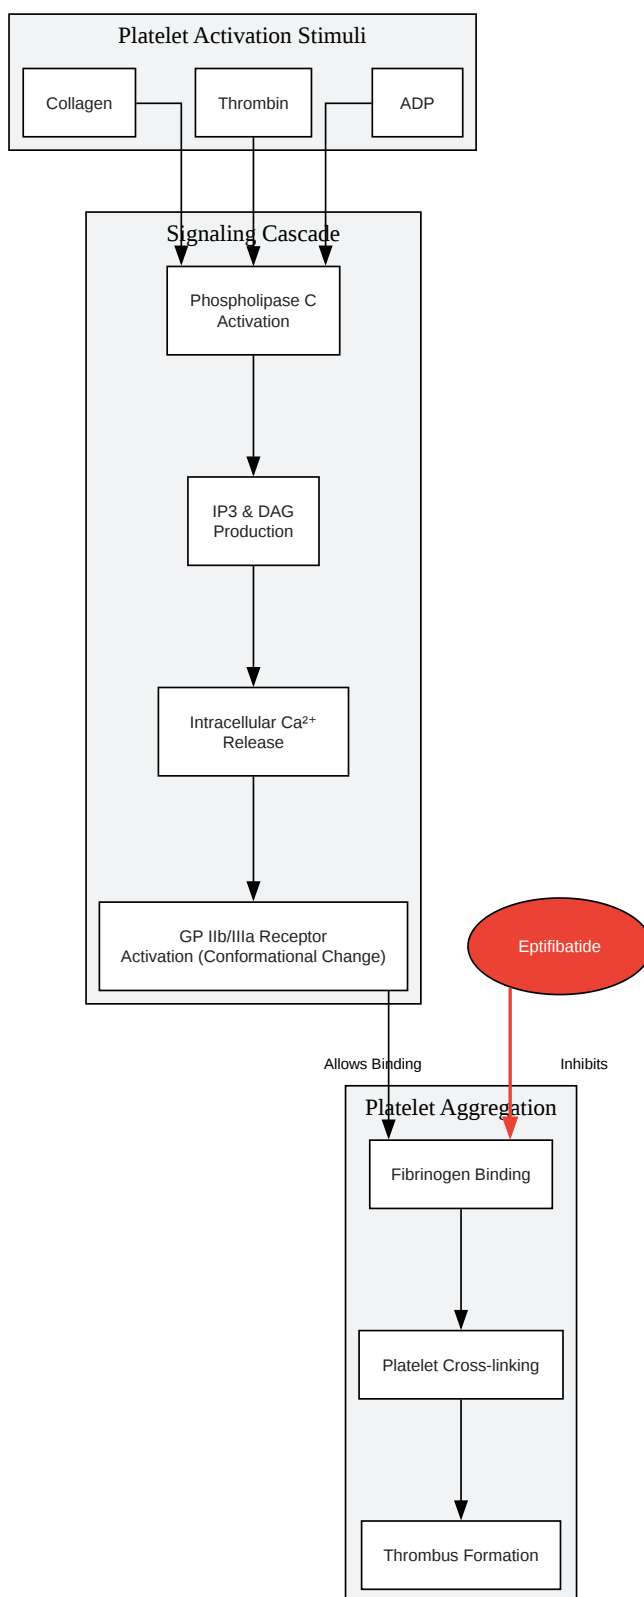 Platelet Activation Stimuli
Collagen
Thrombin
ADP
Signaling Cascade
Phospholipase C
Activation
IP3 & DAG
Production
Intracellular Ca²⁺
Release
GP IIb/IIIa Receptor
Activation (Conformational Change)
Eptifibatide
Allows Binding
Inhibits
Platelet Aggregation
Fibrinogen Binding
Platelet Cross-linking
Thrombus Formation